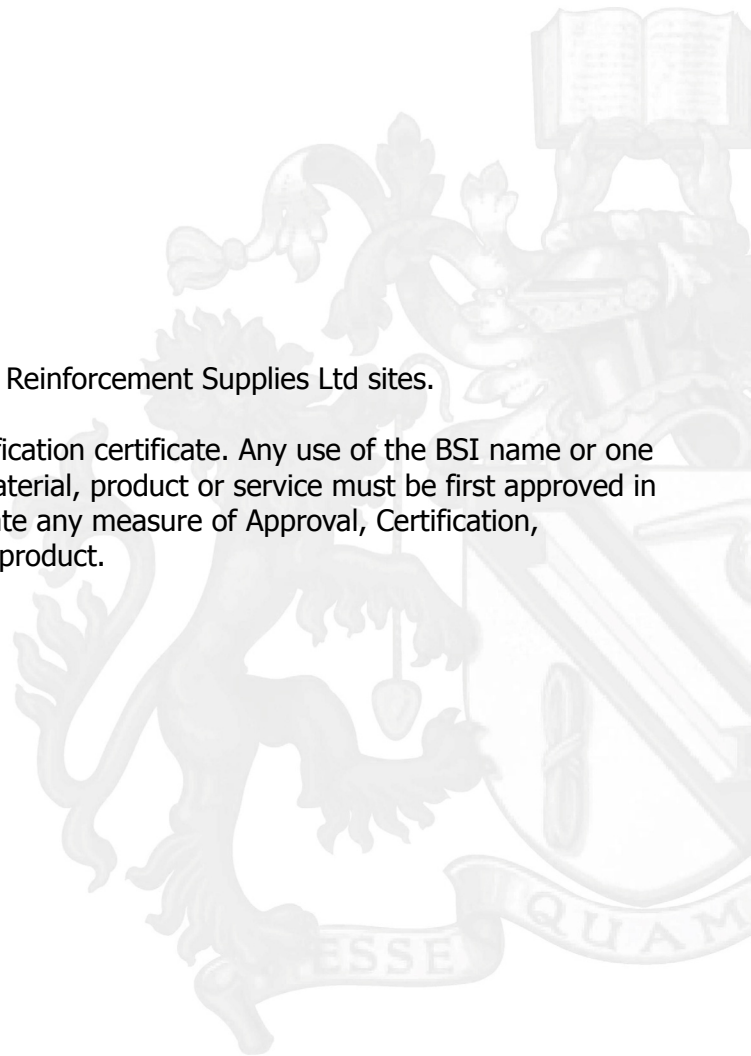 Reinforcement Supplies Ltd sites.
fication certificate. Any use of the BSI name or one
aterial, product or service must be first approved in
ate any measure of Approval, Certification,
product.
ESSE
QUAM